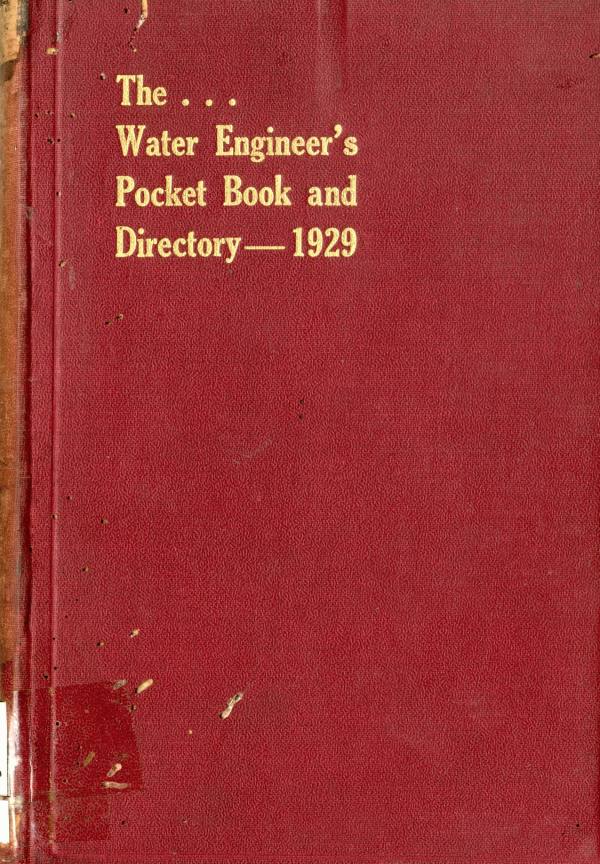 The . . .
Water Engineer's
Pocket Book and
Directory—1929